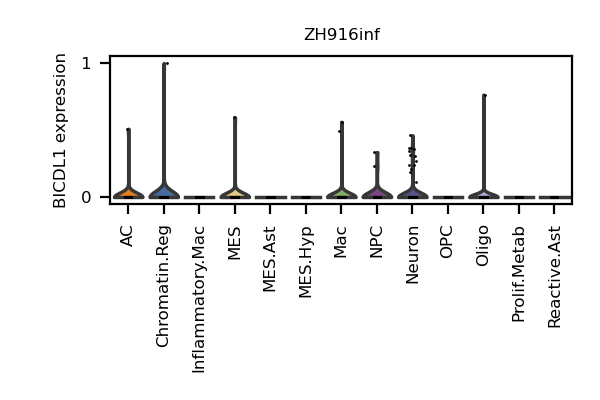 ZH916inf
BICDL1 expression
1
0
AC
Chromatin.Reg
Inflammatory.Mac
MES
MES.Ast
MES.Hyp
Mac
NPC
Neuron
OPC
Oligo
Prolif.Metab
Reactive.Ast